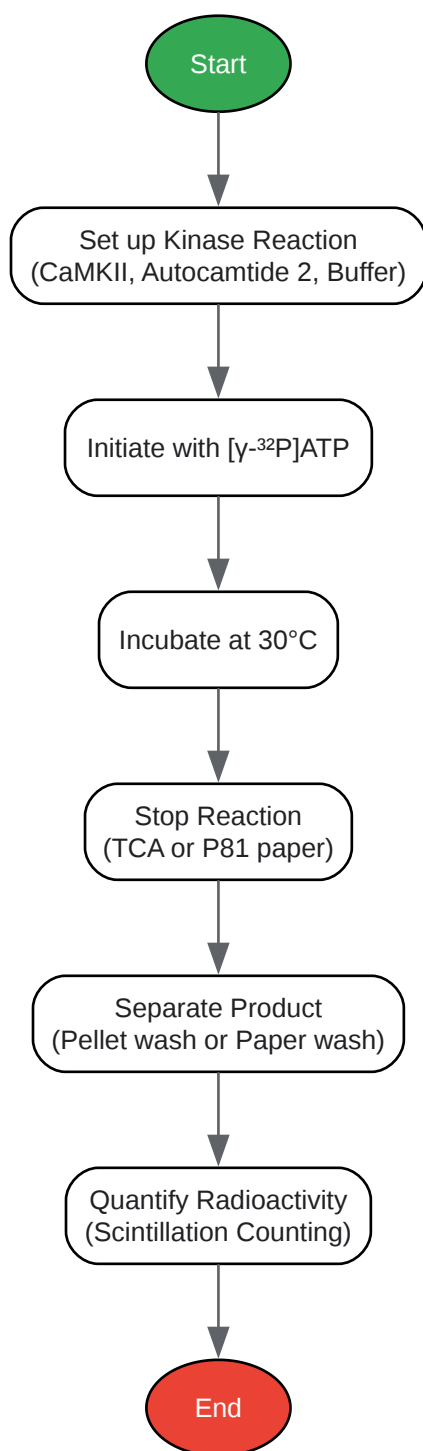 Start
Set up Kinase Reaction
(CaMKII, Autocamtide 2, Buffer)
Initiate with [γ-³²P]ATP
Incubate at 30°C
Stop Reaction
(TCA or P81 paper)
Separate Product
(Pellet wash or Paper wash)
Quantify Radioactivity
(Scintillation Counting)
End